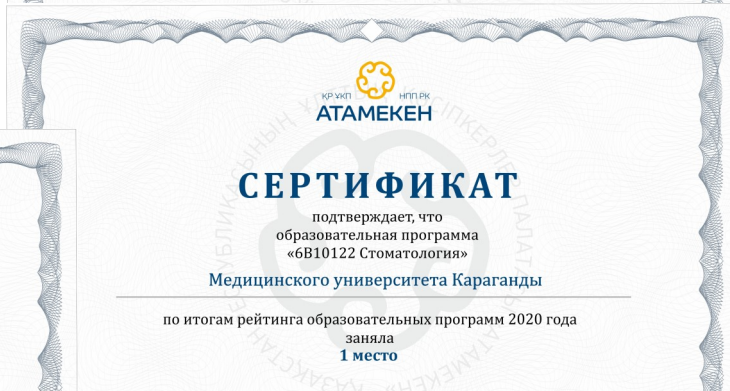 ҚР ҰКП НПП РК
АТАМЕКЕН
СЕРТИФИКАТ
подтверждает, что
образовательная программа
«6В10122 Стоматология»
Медицинского университета Караганды
по итогам рейтинга образовательных программ 2020 года
заняла
1 место